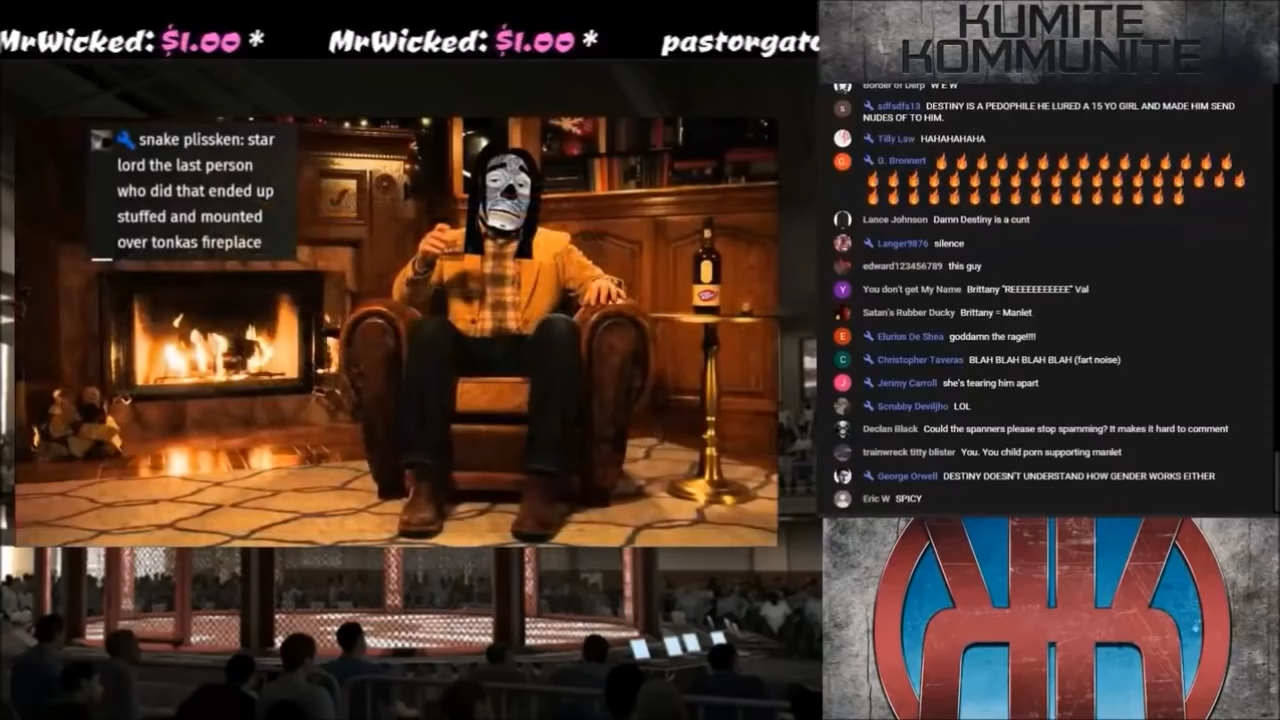 MrWicked: $1.00 * MrWicked: $1.00 * pastorgat
KUMITE
KOMMUNITE
snake plissken: star
lord the last person
who did that ended up
stuffed and mounted
over tonkas fireplace
Border of Derp W E W
sdfsdfs13 DESTINY IS A PEDOPHILE HE LURED A 15 YO GIRL AND MADE HIM SEND
NUDES OF TO HIM.
Tilly Law HAHAHAHAHA
G. Bronnert 🔥🔥🔥🔥🔥🔥🔥🔥🔥🔥🔥🔥🔥🔥🔥
🔥🔥🔥🔥🔥🔥🔥🔥🔥🔥🔥🔥🔥🔥🔥🔥🔥🔥🔥
🔥🔥🔥🔥🔥🔥🔥🔥🔥🔥🔥🔥🔥🔥🔥🔥
Lance Johnson Damn Destiny is a cunt
Langer9876 silence
edward123456789 this guy
You don't get My Name Brittany "REEEEEEEEEEE" Val
Satan's Rubber Ducky Brittany = Manlet
E Elurius De Shea goddamn the rage!!!!
C Christopher Taveras BLAH BLAH BLAH BLAH (fart noise)
J Jerimy Carroll she's tearing him apart
Scrubby Deviljho LOL
Declan Black Could the spanners please stop spamming? It makes it hard to comment
trainwreck titty blister You. You child porn supporting manlet
George Orwell DESTINY DOESN'T UNDERSTAND HOW GENDER WORKS EITHER
Eric W SPICY